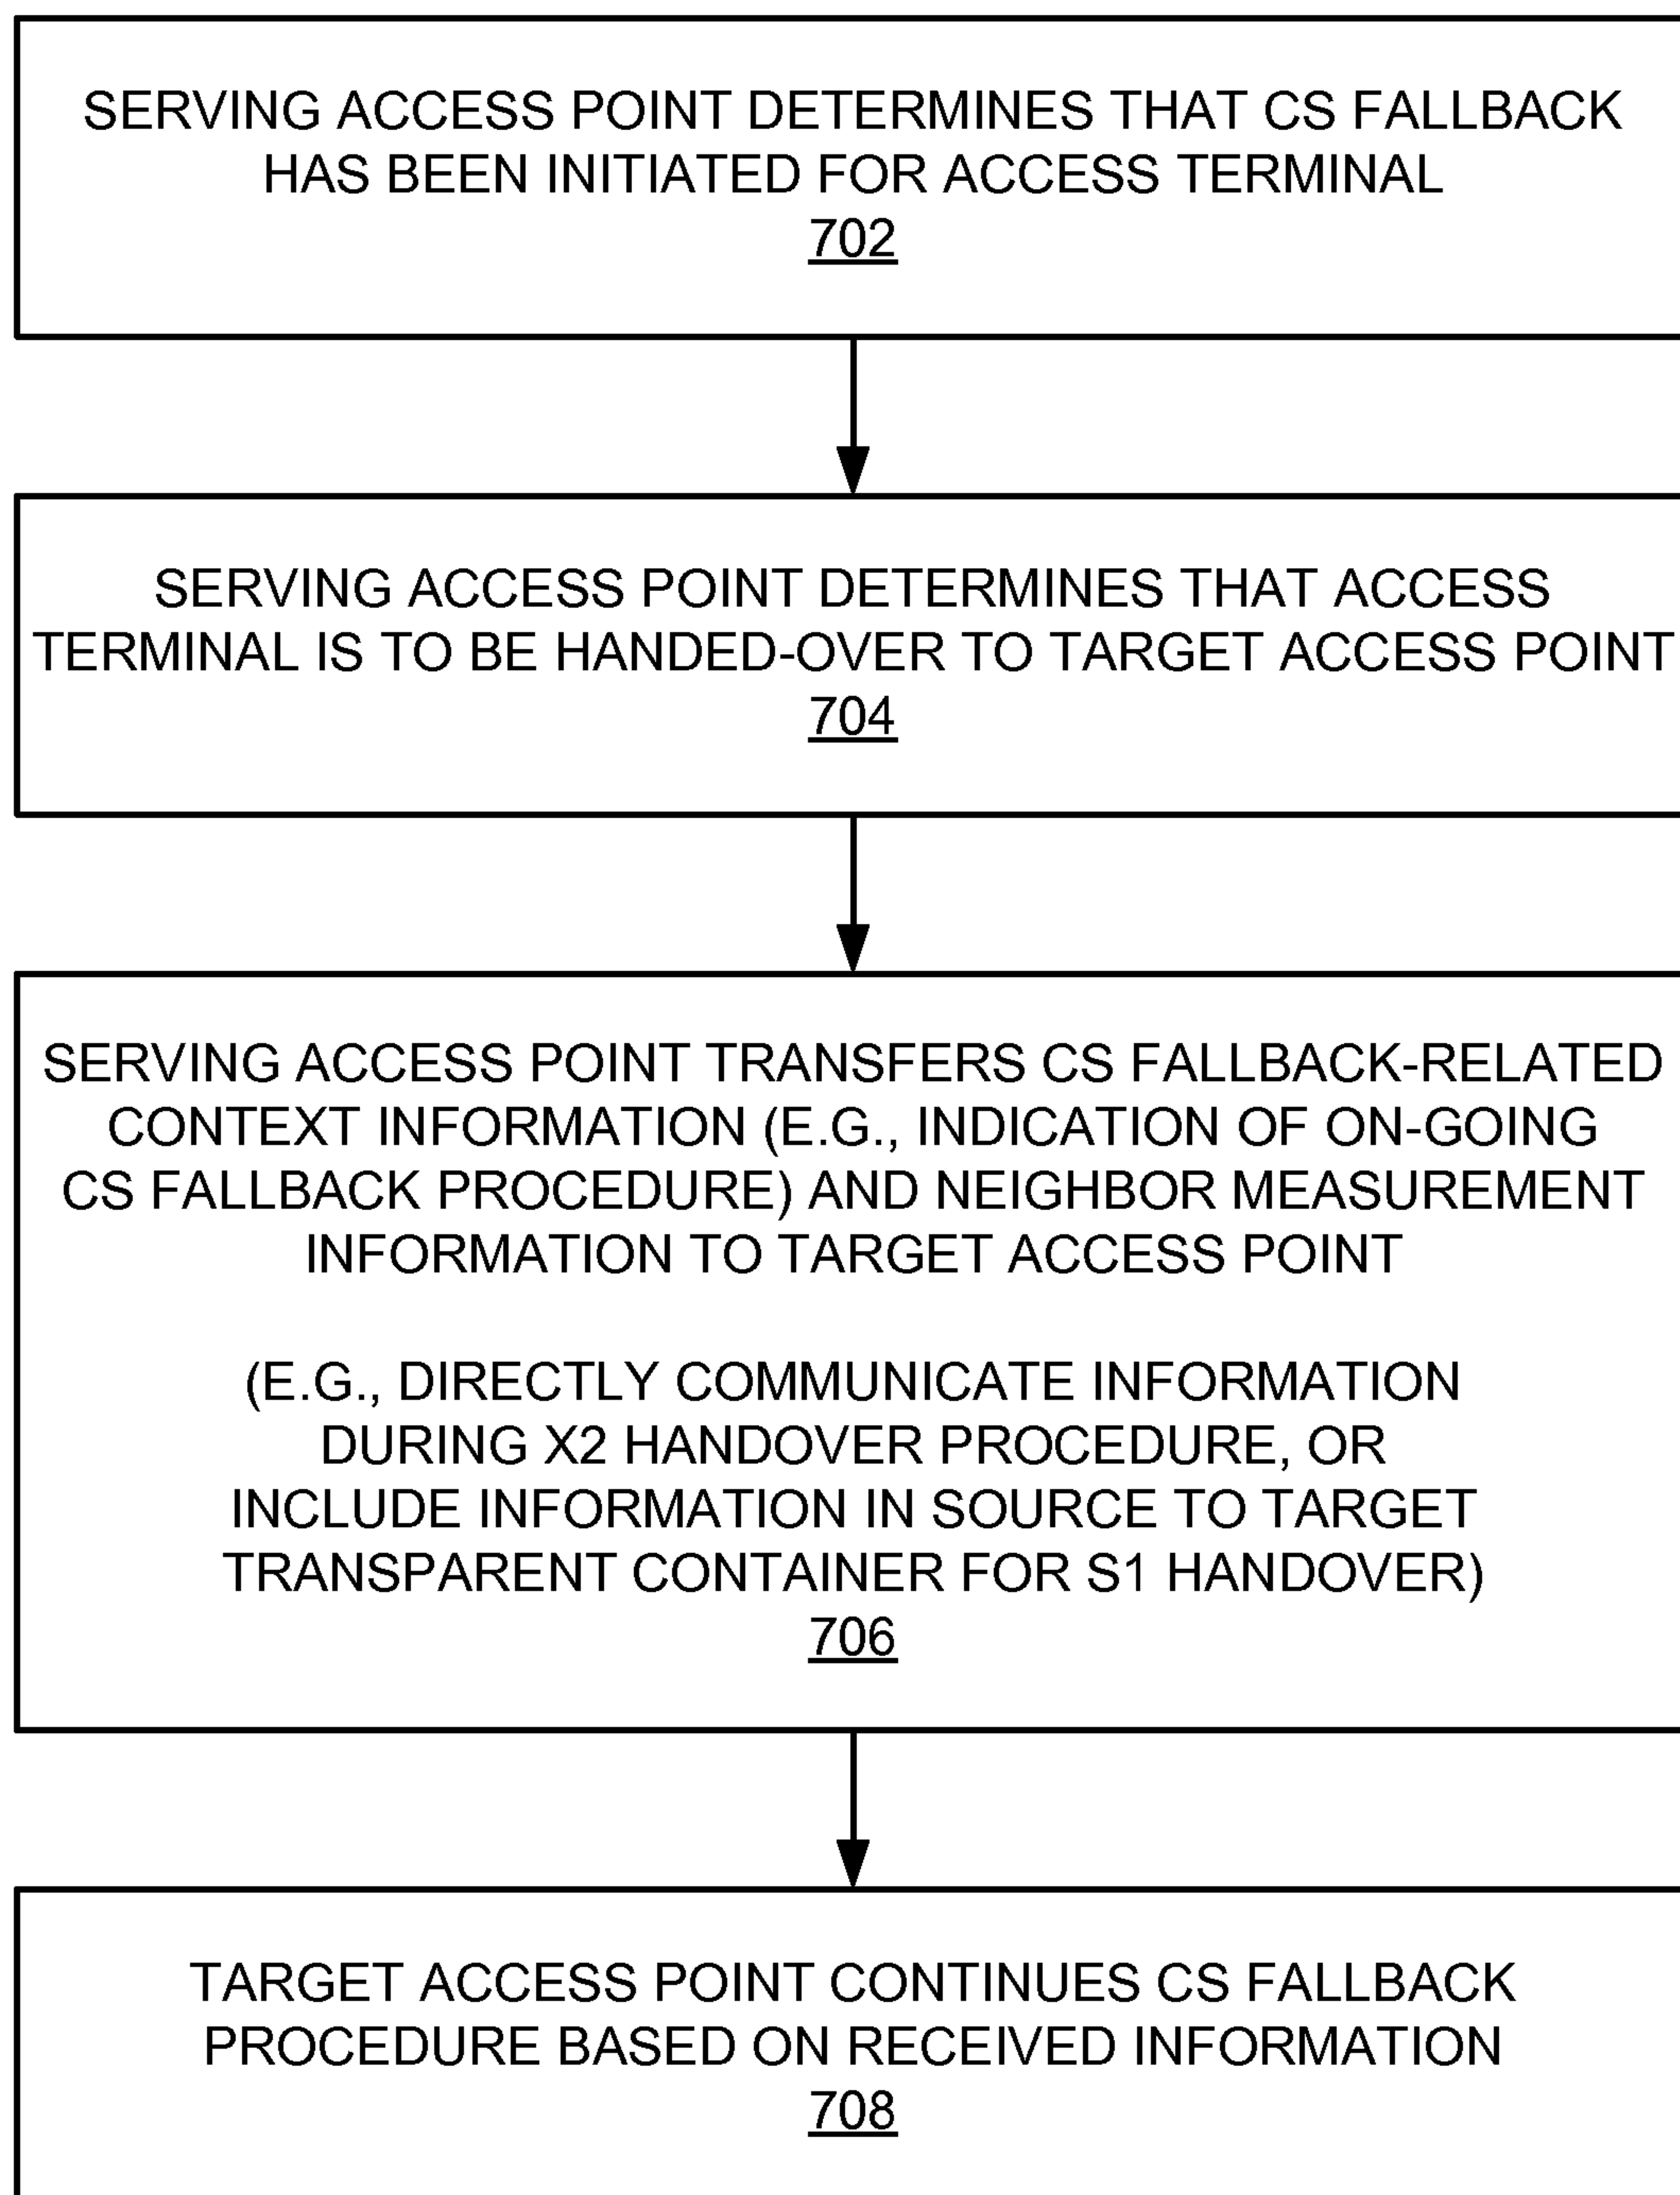 SERVING ACCESS POINT DETERMINES THAT CS FALLBACK
HAS BEEN INITIATED FOR ACCESS TERMINAL
702
SERVING ACCESS POINT DETERMINES THAT ACCESS
TERMINAL IS TO BE HANDED-OVER TO TARGET ACCESS POINT
704
SERVING ACCESS POINT TRANSFERS CS FALLBACK-RELATED
CONTEXT INFORMATION (E.G., INDICATION OF ON-GOING
CS FALLBACK PROCEDURE) AND NEIGHBOR MEASUREMENT
INFORMATION TO TARGET ACCESS POINT
(E.G., DIRECTLY COMMUNICATE INFORMATION
DURING X2 HANDOVER PROCEDURE, OR
INCLUDE INFORMATION IN SOURCE TO TARGET
TRANSPARENT CONTAINER FOR S1 HANDOVER)
706
TARGET ACCESS POINT CONTINUES CS FALLBACK
PROCEDURE BASED ON RECEIVED INFORMATION
708